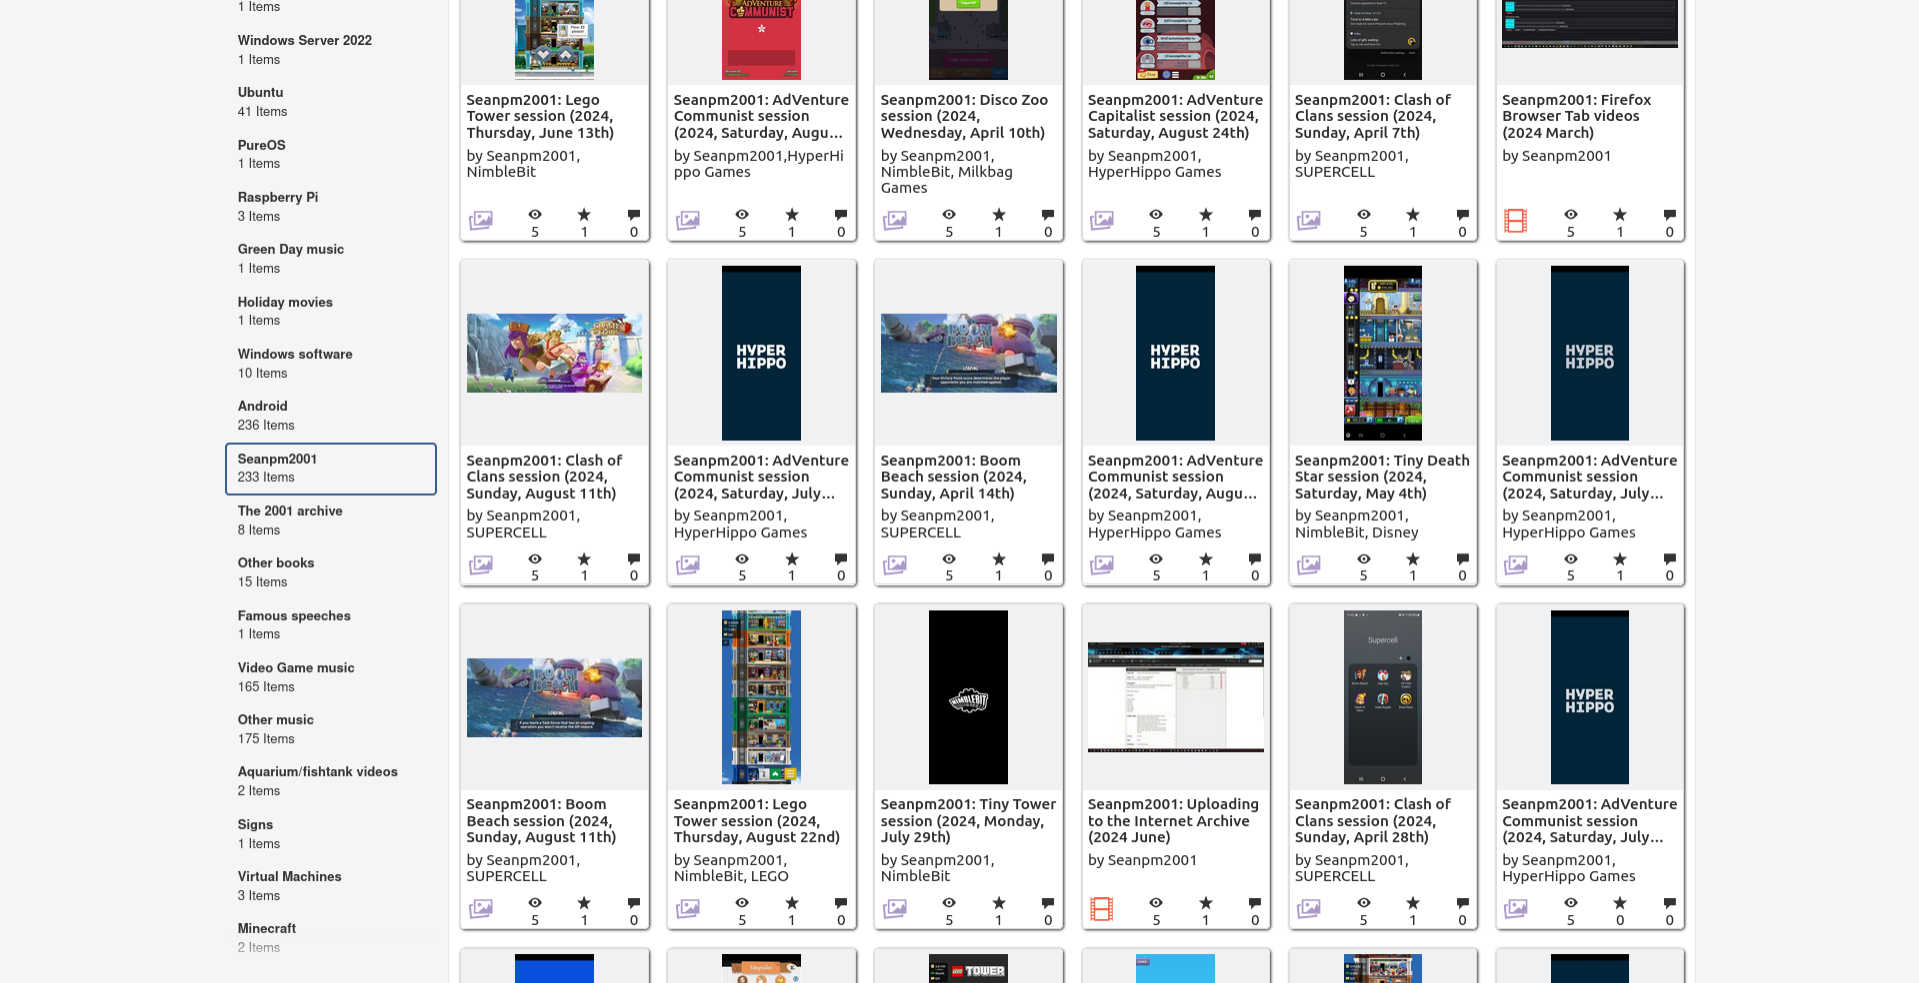 1 Items
Windows Server 2022
1 Items
Ubuntu
41 Items
PureOS
1 Items
Raspberry Pi
3 Items
Green Day music
1 Items
Holiday movies
1 Items
Windows software
10 Items
Android
236 Items
Seanpm2001
233 Items
The 2001 archive
8 Items
Other books
15 Items
Famous speeches
1 Items
Video Game music
165 Items
Other music
175 Items
Aquarium/fishtank videos
2 Items
Signs
1 Items
Virtual Machines
3 Items
Minecraft
2 Items
Seanpm2001: Lego
Tower session (2024,
Thursday, June 13th)
by Seanpm2001,
NimbleBit
5 1 0
ADVENTURE
COMMUNIST
Seanpm2001: AdVenture
Communist session
(2024, Saturday, Augu...
by Seanpm2001,HyperHi
ppo Games
5 1 0
Seanpm2001: Disco Zoo
session (2024,
Wednesday, April 10th)
by Seanpm2001,
NimbleBit, Milkbag
Games
5 1 0
Seanpm2001: AdVenture
Capitalist session (2024,
Saturday, August 24th)
by Seanpm2001,
HyperHippo Games
5 1 0
Seanpm2001: Clash of
Clans session (2024,
Sunday, April 7th)
by Seanpm2001,
SUPERCELL
5 1 0
Seanpm2001: Firefox
Browser Tab videos
(2024 March)
by Seanpm2001
5 1 0
Seanpm2001: Clash of
Clans session (2024,
Sunday, August 11th)
by Seanpm2001,
SUPERCELL
5 1 0
HYPER
HIPPO
Seanpm2001: AdVenture
Communist session
(2024, Saturday, July...
by Seanpm2001,
HyperHippo Games
5 1 0
BOOM
BEACH
Seanpm2001: Boom
Beach session (2024,
Sunday, April 14th)
by Seanpm2001,
SUPERCELL
5 1 0
HYPER
HIPPO
Seanpm2001: AdVenture
Communist session
(2024, Saturday, Augu...
by Seanpm2001,
HyperHippo Games
5 1 0
Seanpm2001: Tiny Death
Star session (2024,
Saturday, May 4th)
by Seanpm2001,
NimbleBit, Disney
5 1 0
HYPER
HIPPO
Seanpm2001: AdVenture
Communist session
(2024, Saturday, July...
by Seanpm2001,
HyperHippo Games
5 1 0
BOOM
BEACH
Seanpm2001: Boom
Beach session (2024,
Sunday, August 11th)
by Seanpm2001,
SUPERCELL
5 1 0
Seanpm2001: Lego
Tower session (2024,
Thursday, August 22nd)
by Seanpm2001,
NimbleBit, LEGO
5 1 0
NIMBLEBIT
Seanpm2001: Tiny Tower
session (2024, Monday,
July 29th)
by Seanpm2001,
NimbleBit
5 1 0
Seanpm2001: Uploading
to the Internet Archive
(2024 June)
by Seanpm2001
5 1 0
Supercell
Seanpm2001: Clash of
Clans session (2024,
Sunday, April 28th)
by Seanpm2001,
SUPERCELL
5 1 0
HYPER
HIPPO
Seanpm2001: AdVenture
Communist session
(2024, Saturday, July...
by Seanpm2001,
HyperHippo Games
5 0 0
Upgrades
LEGO TOWER